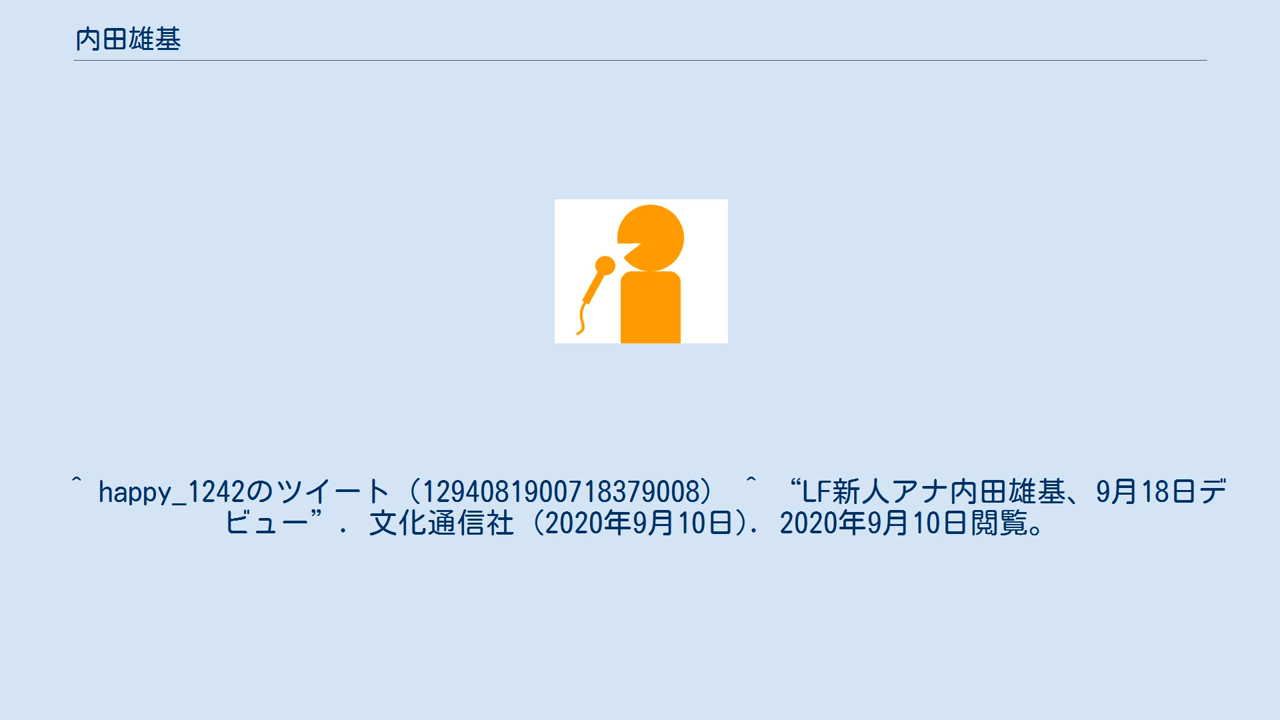 内田雄基
^ happy_1242のツイート（1294081900718379008） ^ “LF新人アナ内田雄基、9月18日デ
ビュー”. 文化通信社 (2020年9月10日). 2020年9月10日閲覧。